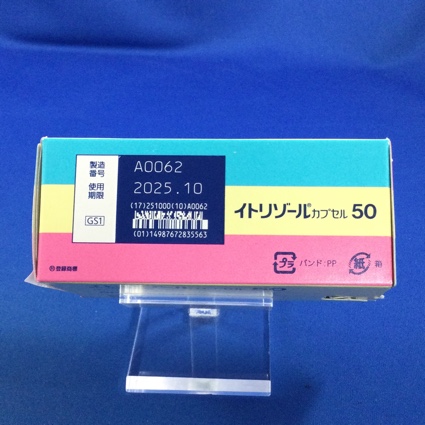 製造
番号
A0062
使用
期限
2025.10
GS1
(17)251000(10)A0062
(01)14987672835563
イトリゾール®カプセル 50
プラ
バンド:PP
紙
箱
®登録商標